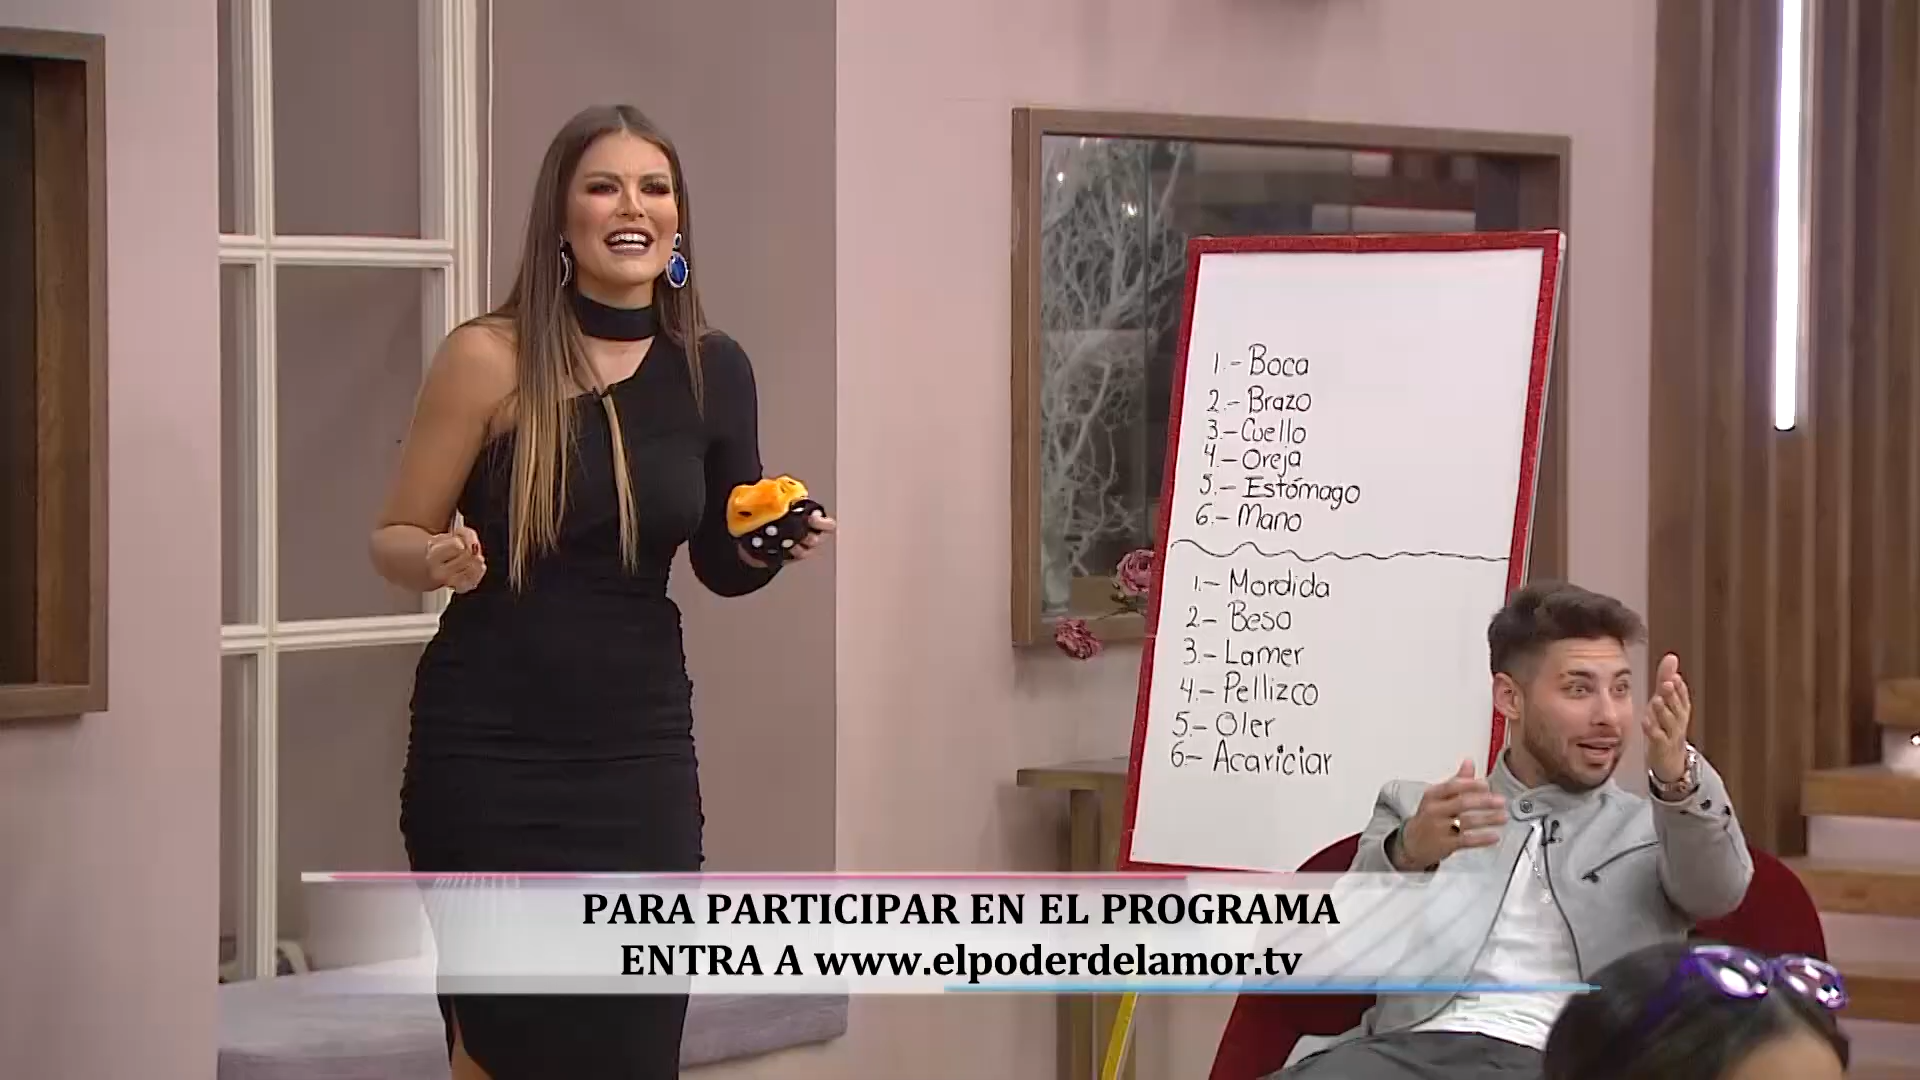 1.- Boca
2.- Brazo
3.- Cuello
4.- Oreja
5.- Estómago
6.- Mano
1.- Mordida
2.- Beso
3.- Lamer
4.- Pellizco
5.- Oler
6.- Acariciar
PARA PARTICIPAR EN EL PROGRAMA
ENTRA A www.elpoderdelamor.tv